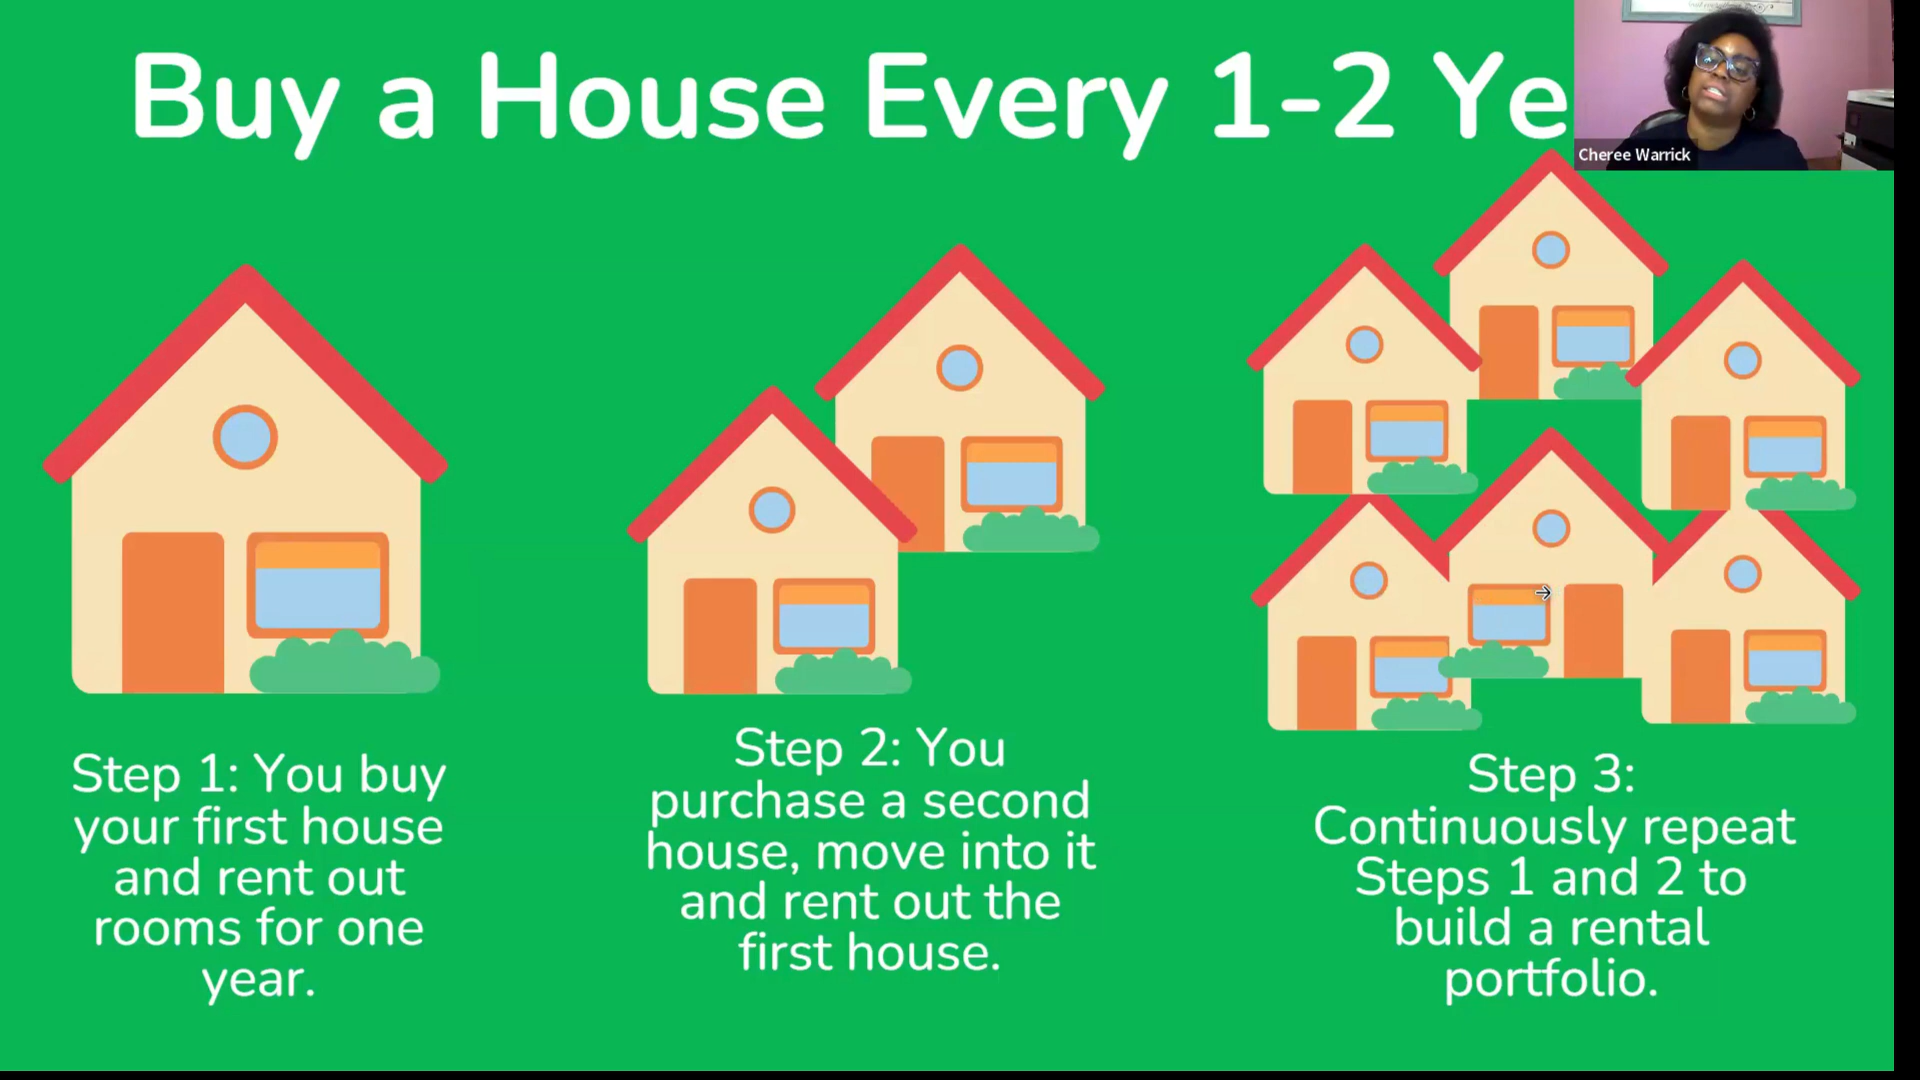 Buy a House Every 1-2 Ye
Cheree Warrick
Step 1: You buy
your first house
and rent out
rooms for one
year.
Step 2: You
purchase a second
house, move into it
and rent out the
first house.
Step 3:
Continuously repeat
Steps 1 and 2 to
build a rental
portfolio.